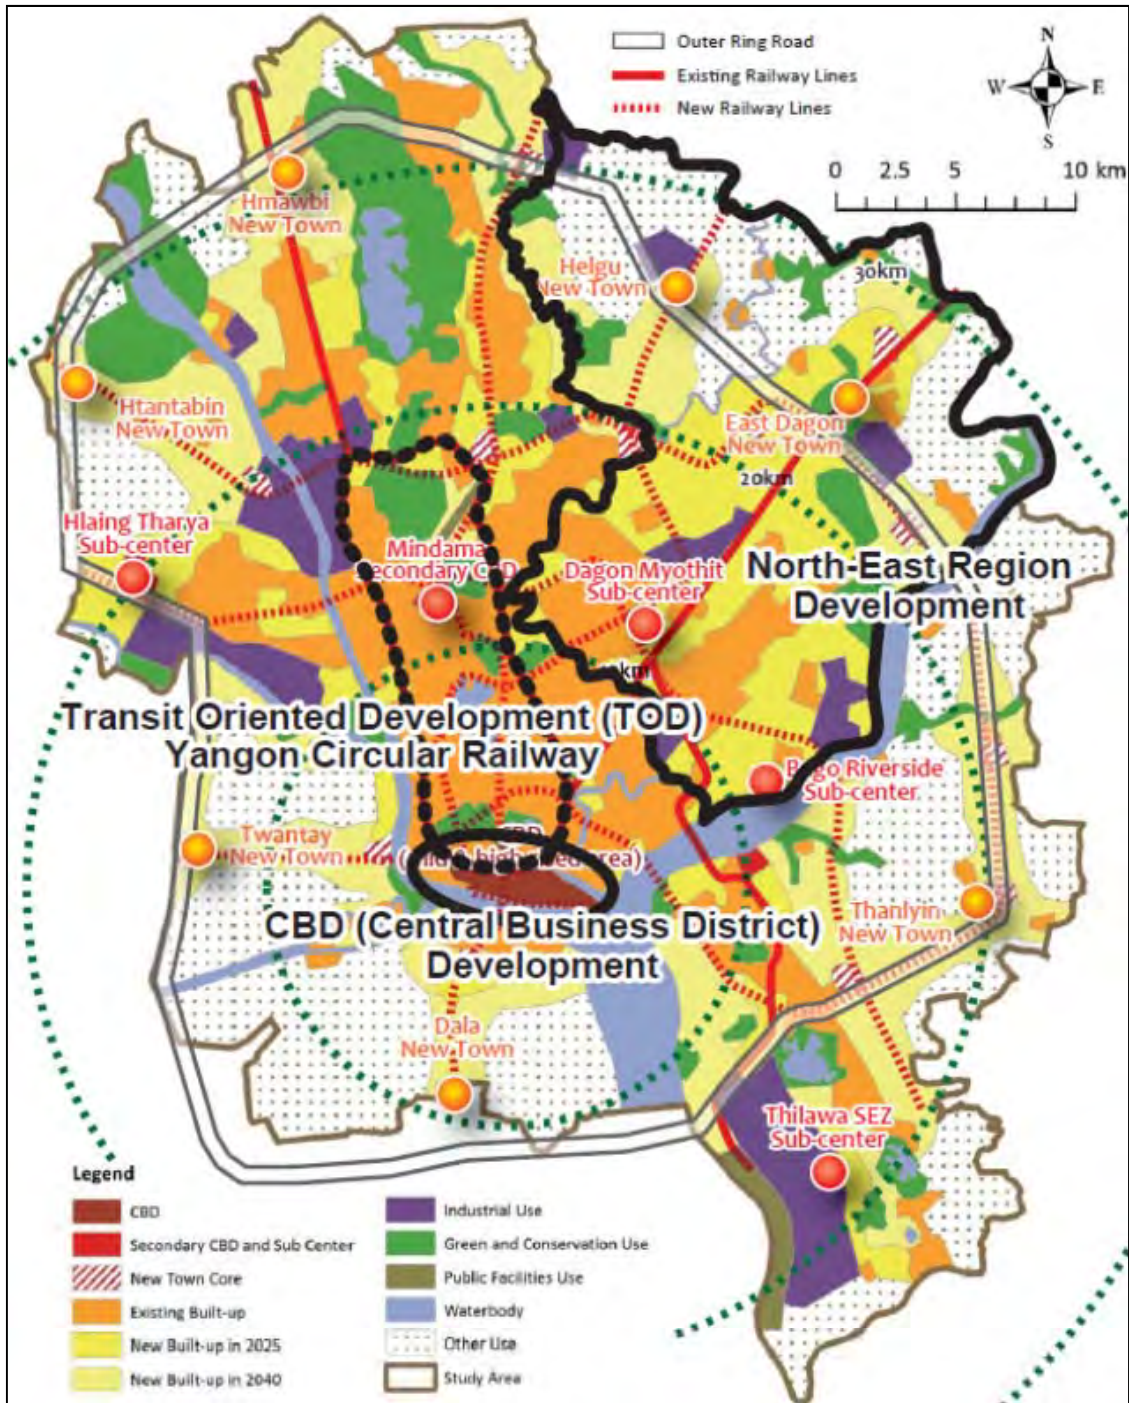 Outer Ring Road
Existing Railway Lines
New Railway Lines
N
W
E
S
0
2.5
5
10 km
Hmawbi
New Town
Helgu
New Town
30km
Htantabin
New Town
East Dagon
New Town
20km
Hlaing Tharya
Sub-center
Mindama
Secondary CBD
Dagon Myothit
Sub-center
North-East Region
Development
Transit Oriented Development (TOD)
Yangon Circular Railway
Bago Riverside
Sub-center
Twantay
New Town
CBD
Thanlyin
New Town
CBD (Central Business District)
Development
Dala
New Town
Thilawa SEZ
Sub-center
Legend
CBD
Secondary CBD and Sub Center
New Town Core
Existing Built-up
New Built-up in 2025
New Built-up in 2040
Industrial Use
Green and Conservation Use
Public Facilities Use
Waterbody
Other Use
Study Area